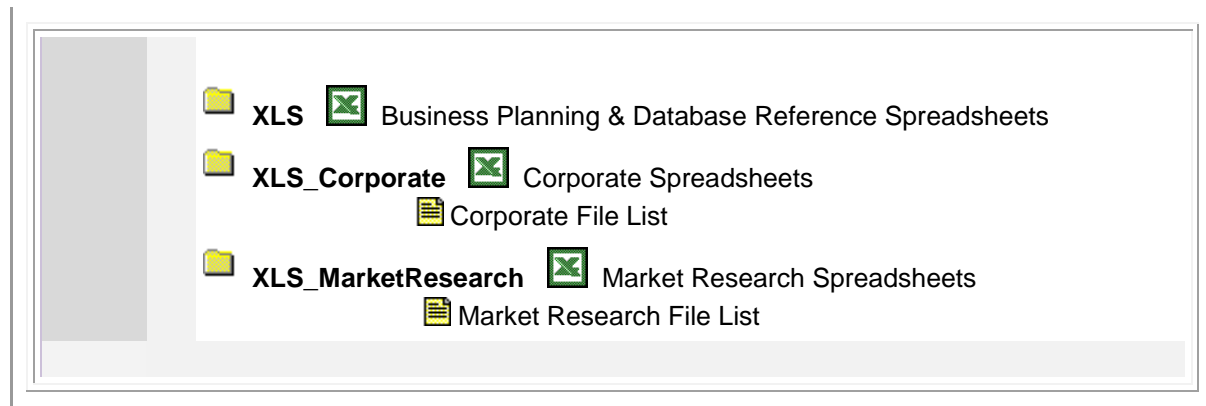 XLS Business Planning & Database Reference Spreadsheets
XLS_Corporate Corporate Spreadsheets
Corporate File List
XLS_MarketResearch Market Research Spreadsheets
Market Research File List